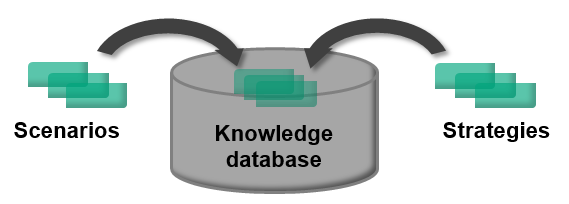 Scenarios
Knowledge
database
Strategies